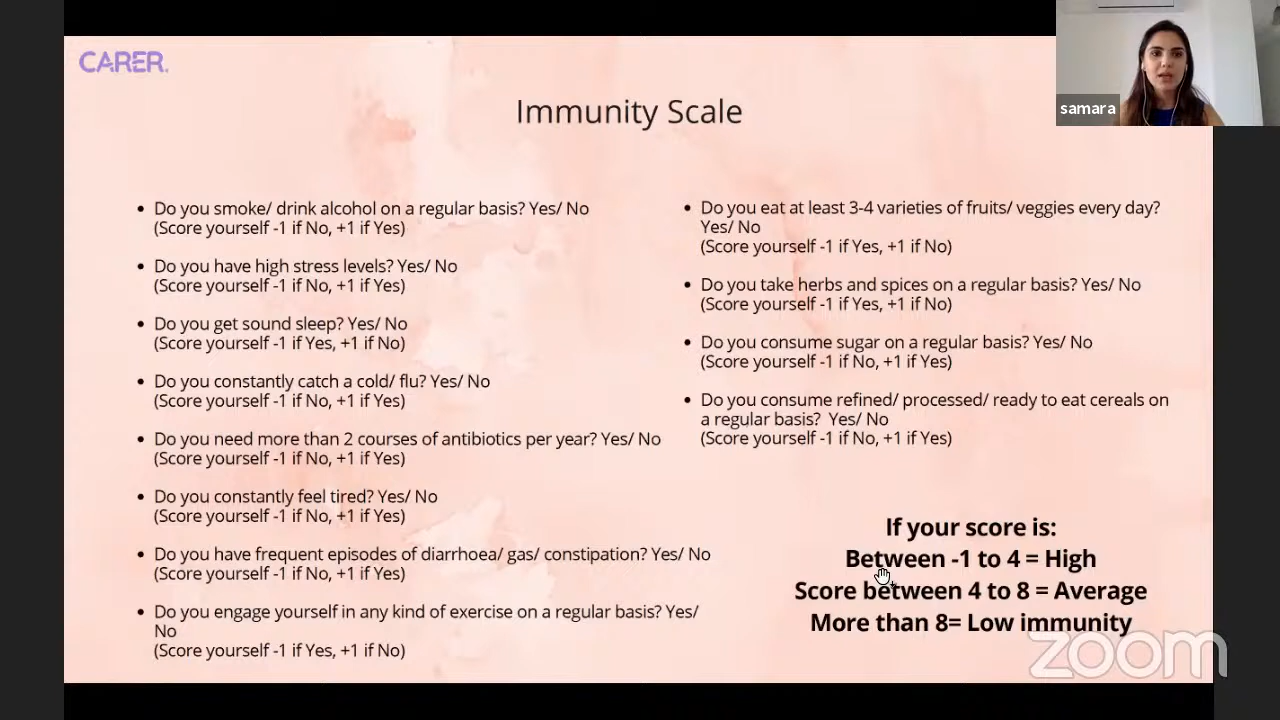 CARER.
samara
Immunity Scale
• Do you smoke/ drink alcohol on a regular basis? Yes/ No
(Score yourself -1 if No, +1 if Yes)
• Do you have high stress levels? Yes/ No
(Score yourself -1 if No, +1 if Yes)
• Do you get sound sleep? Yes/ No
(Score yourself -1 if Yes, +1 if No)
• Do you constantly catch a cold/ flu? Yes/ No
(Score yourself -1 if No, +1 if Yes)
• Do you need more than 2 courses of antibiotics per year? Yes/ No
(Score yourself -1 if No, +1 if Yes)
• Do you constantly feel tired? Yes/ No
(Score yourself -1 if No, +1 if Yes)
• Do you have frequent episodes of diarrhoea/ gas/ constipation? Yes/ No
(Score yourself -1 if No, +1 if Yes)
• Do you engage yourself in any kind of exercise on a regular basis? Yes/
No
(Score yourself -1 if Yes, +1 if No)
• Do you eat at least 3-4 varieties of fruits/ veggies every day?
Yes/ No
(Score yourself -1 if Yes, +1 if No)
• Do you take herbs and spices on a regular basis? Yes/ No
(Score yourself -1 if Yes, +1 if No)
• Do you consume sugar on a regular basis? Yes/ No
(Score yourself -1 if No, +1 if Yes)
• Do you consume refined/ processed/ ready to eat cereals on
a regular basis? Yes/ No
(Score yourself -1 if No, +1 if Yes)
If your score is:
Between -1 to 4 = High
Score between 4 to 8 = Average
More than 8= Low immunity
zoom